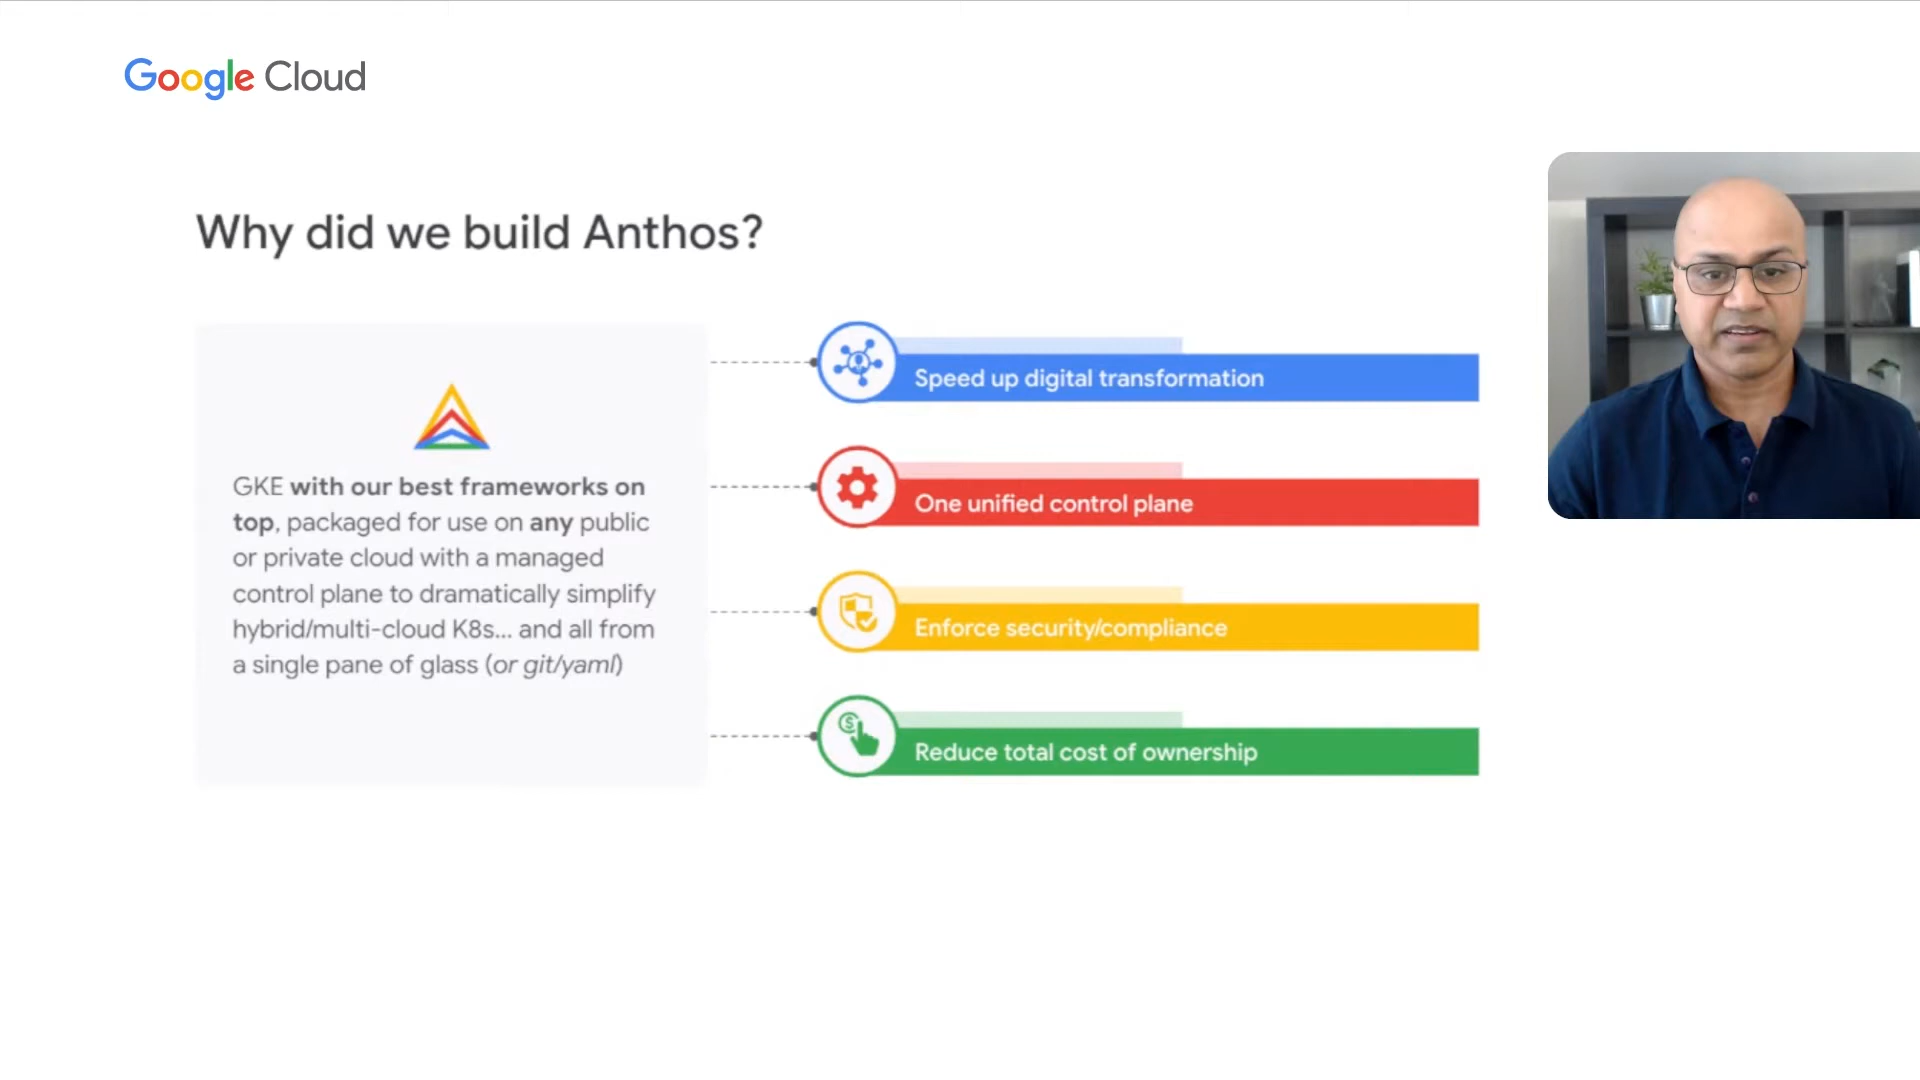 Google Cloud
Why did we build Anthos?
GKE with our best frameworks on
top, packaged for use on any public
or private cloud with a managed
control plane to dramatically simplify
hybrid/multi-cloud K8s... and all from
a single pane of glass (or git/yaml)
Speed up digital transformation
One unified control plane
Enforce security/compliance
Reduce total cost of ownership